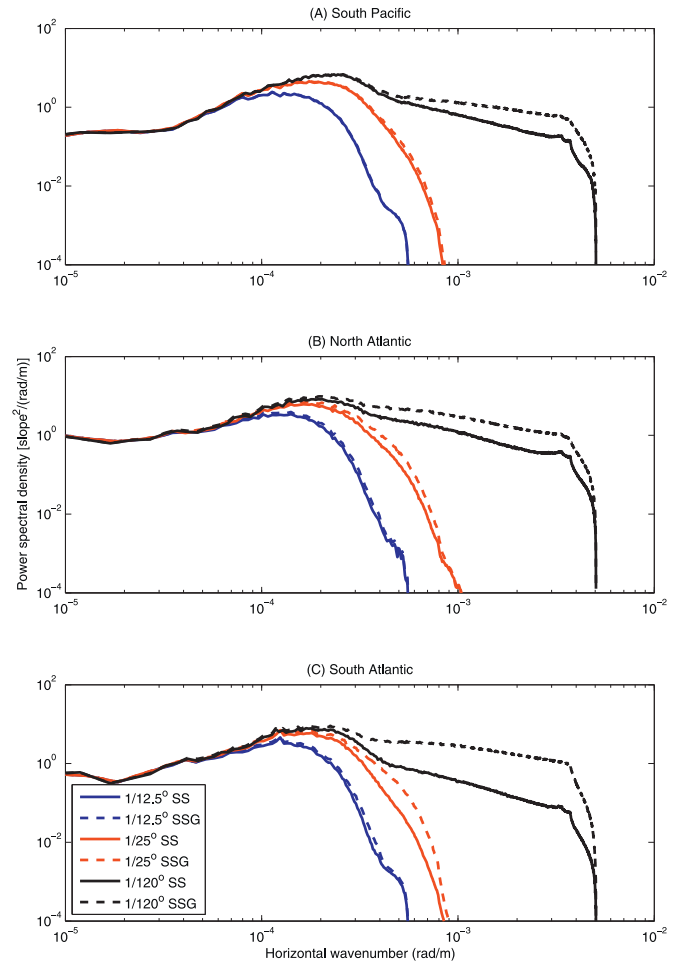 (A) South Pacific
10^2
10^0
10^-2
10^-4
10^-5
10^-4
10^-3
10^-2
(B) North Atlantic
10^2
10^0
10^-2
10^-4
10^-5
10^-4
10^-3
10^-2
Power spectral density [slope^2/(rad/m)]
(C) South Atlantic
10^2
10^0
10^-2
10^-4
1/12.5° SS
1/12.5° SSG
1/25° SS
1/25° SSG
1/120° SS
1/120° SSG
10^-5
10^-4
10^-3
10^-2
Horizontal wavenumber (rad/m)